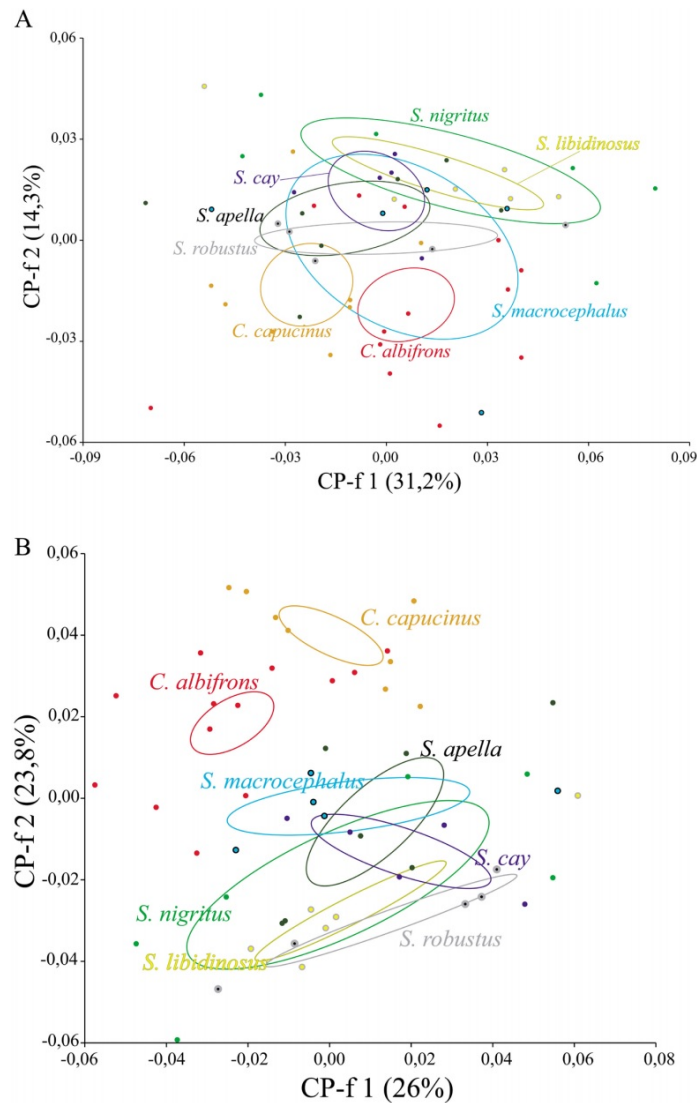 A
0,06
0,03
0,00
-0,03
-0,06
CP-f 2 (14,3%)
S. nigritus
S. libidinosus
S. cay
S. apella
S. robustus
S. macrocephalus
C. capucinus
C. albifrons
-0,09
-0,06
-0,03
0,00
0,03
0,06
0,09
CP-f 1 (31,2%)
B
0,06
0,04
0,02
0,00
-0,02
-0,04
-0,06
CP-f 2 (23,8%)
C. capucinus
C. albifrons
S. apella
S. macrocephalus
S. cay
S. nigritus
S. robustus
S. libidinosus
-0,06
-0,04
-0,02
0,00
0,02
0,04
0,06
0,08
CP-f 1 (26%)